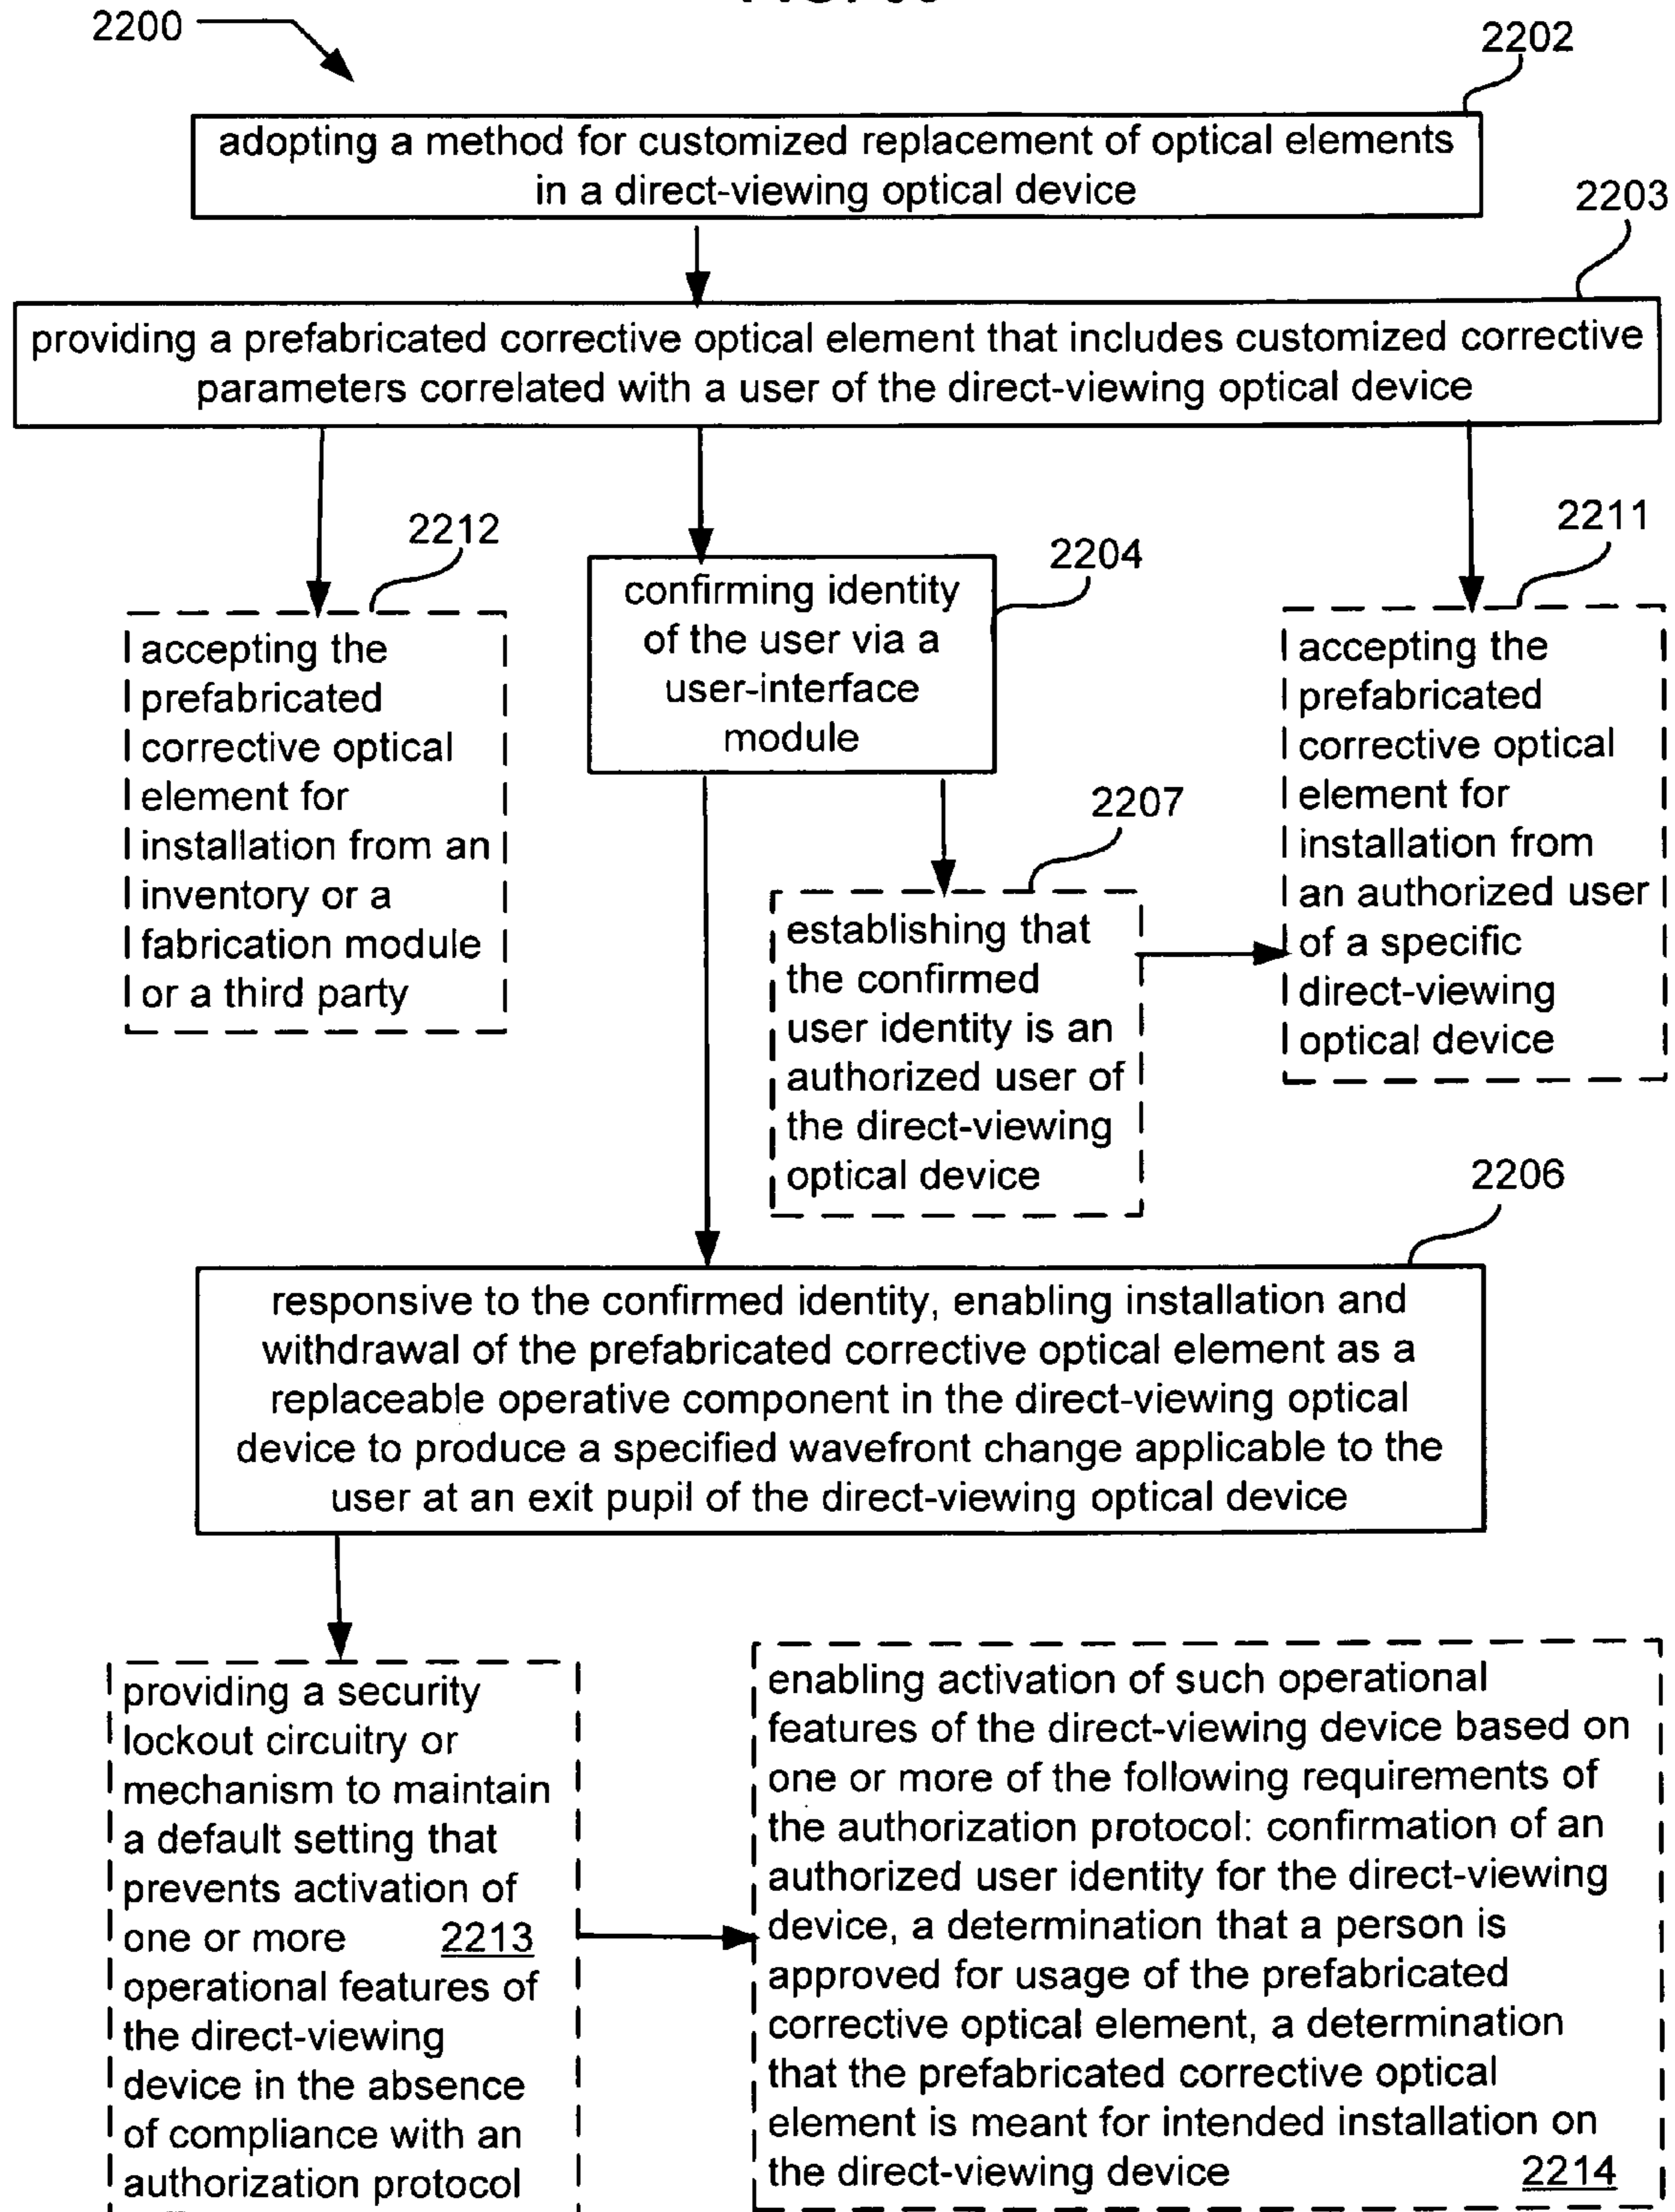 2200
2202
adopting a method for customized replacement of optical elements
in a direct-viewing optical device
2203
providing a prefabricated corrective optical element that includes customized corrective
parameters correlated with a user of the direct-viewing optical device
2212
accepting the
prefabricated
corrective optical
element for
installation from an
inventory or a
fabrication module
or a third party
2204
confirming identity
of the user via a
user-interface
module
2211
accepting the
prefabricated
corrective optical
element for
installation from
an authorized user
of a specific
direct-viewing
optical device
2207
establishing that
the confirmed
user identity is an
authorized user of
the direct-viewing
optical device
2206
responsive to the confirmed identity, enabling installation and
withdrawal of the prefabricated corrective optical element as a
replaceable operative component in the direct-viewing optical
device to produce a specified wavefront change applicable to the
user at an exit pupil of the direct-viewing optical device
providing a security
lockout circuitry or
mechanism to maintain
a default setting that
prevents activation of
one or more 2213
operational features of
the direct-viewing
device in the absence
of compliance with an
authorization protocol
enabling activation of such operational
features of the direct-viewing device based on
one or more of the following requirements of
the authorization protocol: confirmation of an
authorized user identity for the direct-viewing
device, a determination that a person is
approved for usage of the prefabricated
corrective optical element, a determination
that the prefabricated corrective optical
element is meant for intended installation on
the direct-viewing device 2214